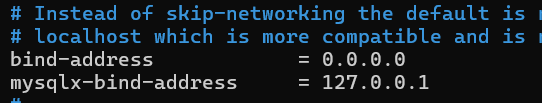 # Instead of skip-networking the default is
# localhost which is more compatible and is
bind-address = 0.0.0.0
mysqlx-bind-address = 127.0.0.1
#